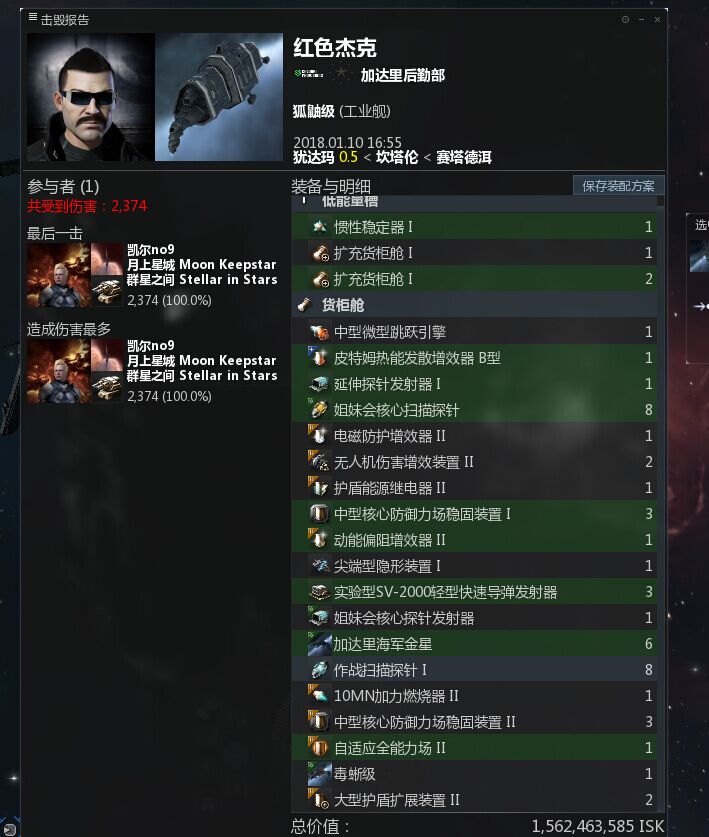 击毁报告
红色杰克
加达里后勤部
狐鼬级 (工业舰)
2018.01.10 16:55
犹达玛 0.5 < 坎塔伦 < 赛塔德洱
参与者 (1)
共受到伤害：2,374
最后一击
凯尔no9
月上星城 Moon Keepstar
群星之间 Stellar in Stars
2,374 (100.0%)
造成伤害最多
凯尔no9
月上星城 Moon Keepstar
群星之间 Stellar in Stars
2,374 (100.0%)
装备与明细
保存装配方案
低能量槽
惯性稳定器 I 1
扩充货柜舱 I 1
扩充货柜舱 I 2
货柜舱
中型微型跳跃引擎 1
皮特姆热能发散增效器 B型 1
延伸探针发射器 I 1
姐妹会核心扫描探针 8
电磁防护增效器 II 1
无人机伤害增效装置 II 2
护盾能源继电器 II 1
中型核心防御力场稳固装置 I 3
动能偏阻增效器 II 1
尖端型隐形装置 I 1
实验型SV-2000轻型快速导弹发射器 3
姐妹会核心探针发射器 1
加达里海军金星 6
作战扫描探针 I 8
10MN加力燃烧器 II 1
中型核心防御力场稳固装置 II 3
自适应全能力场 II 1
毒蜥级 1
大型护盾扩展装置 II 2
总价值： 1,562,463,585 ISK